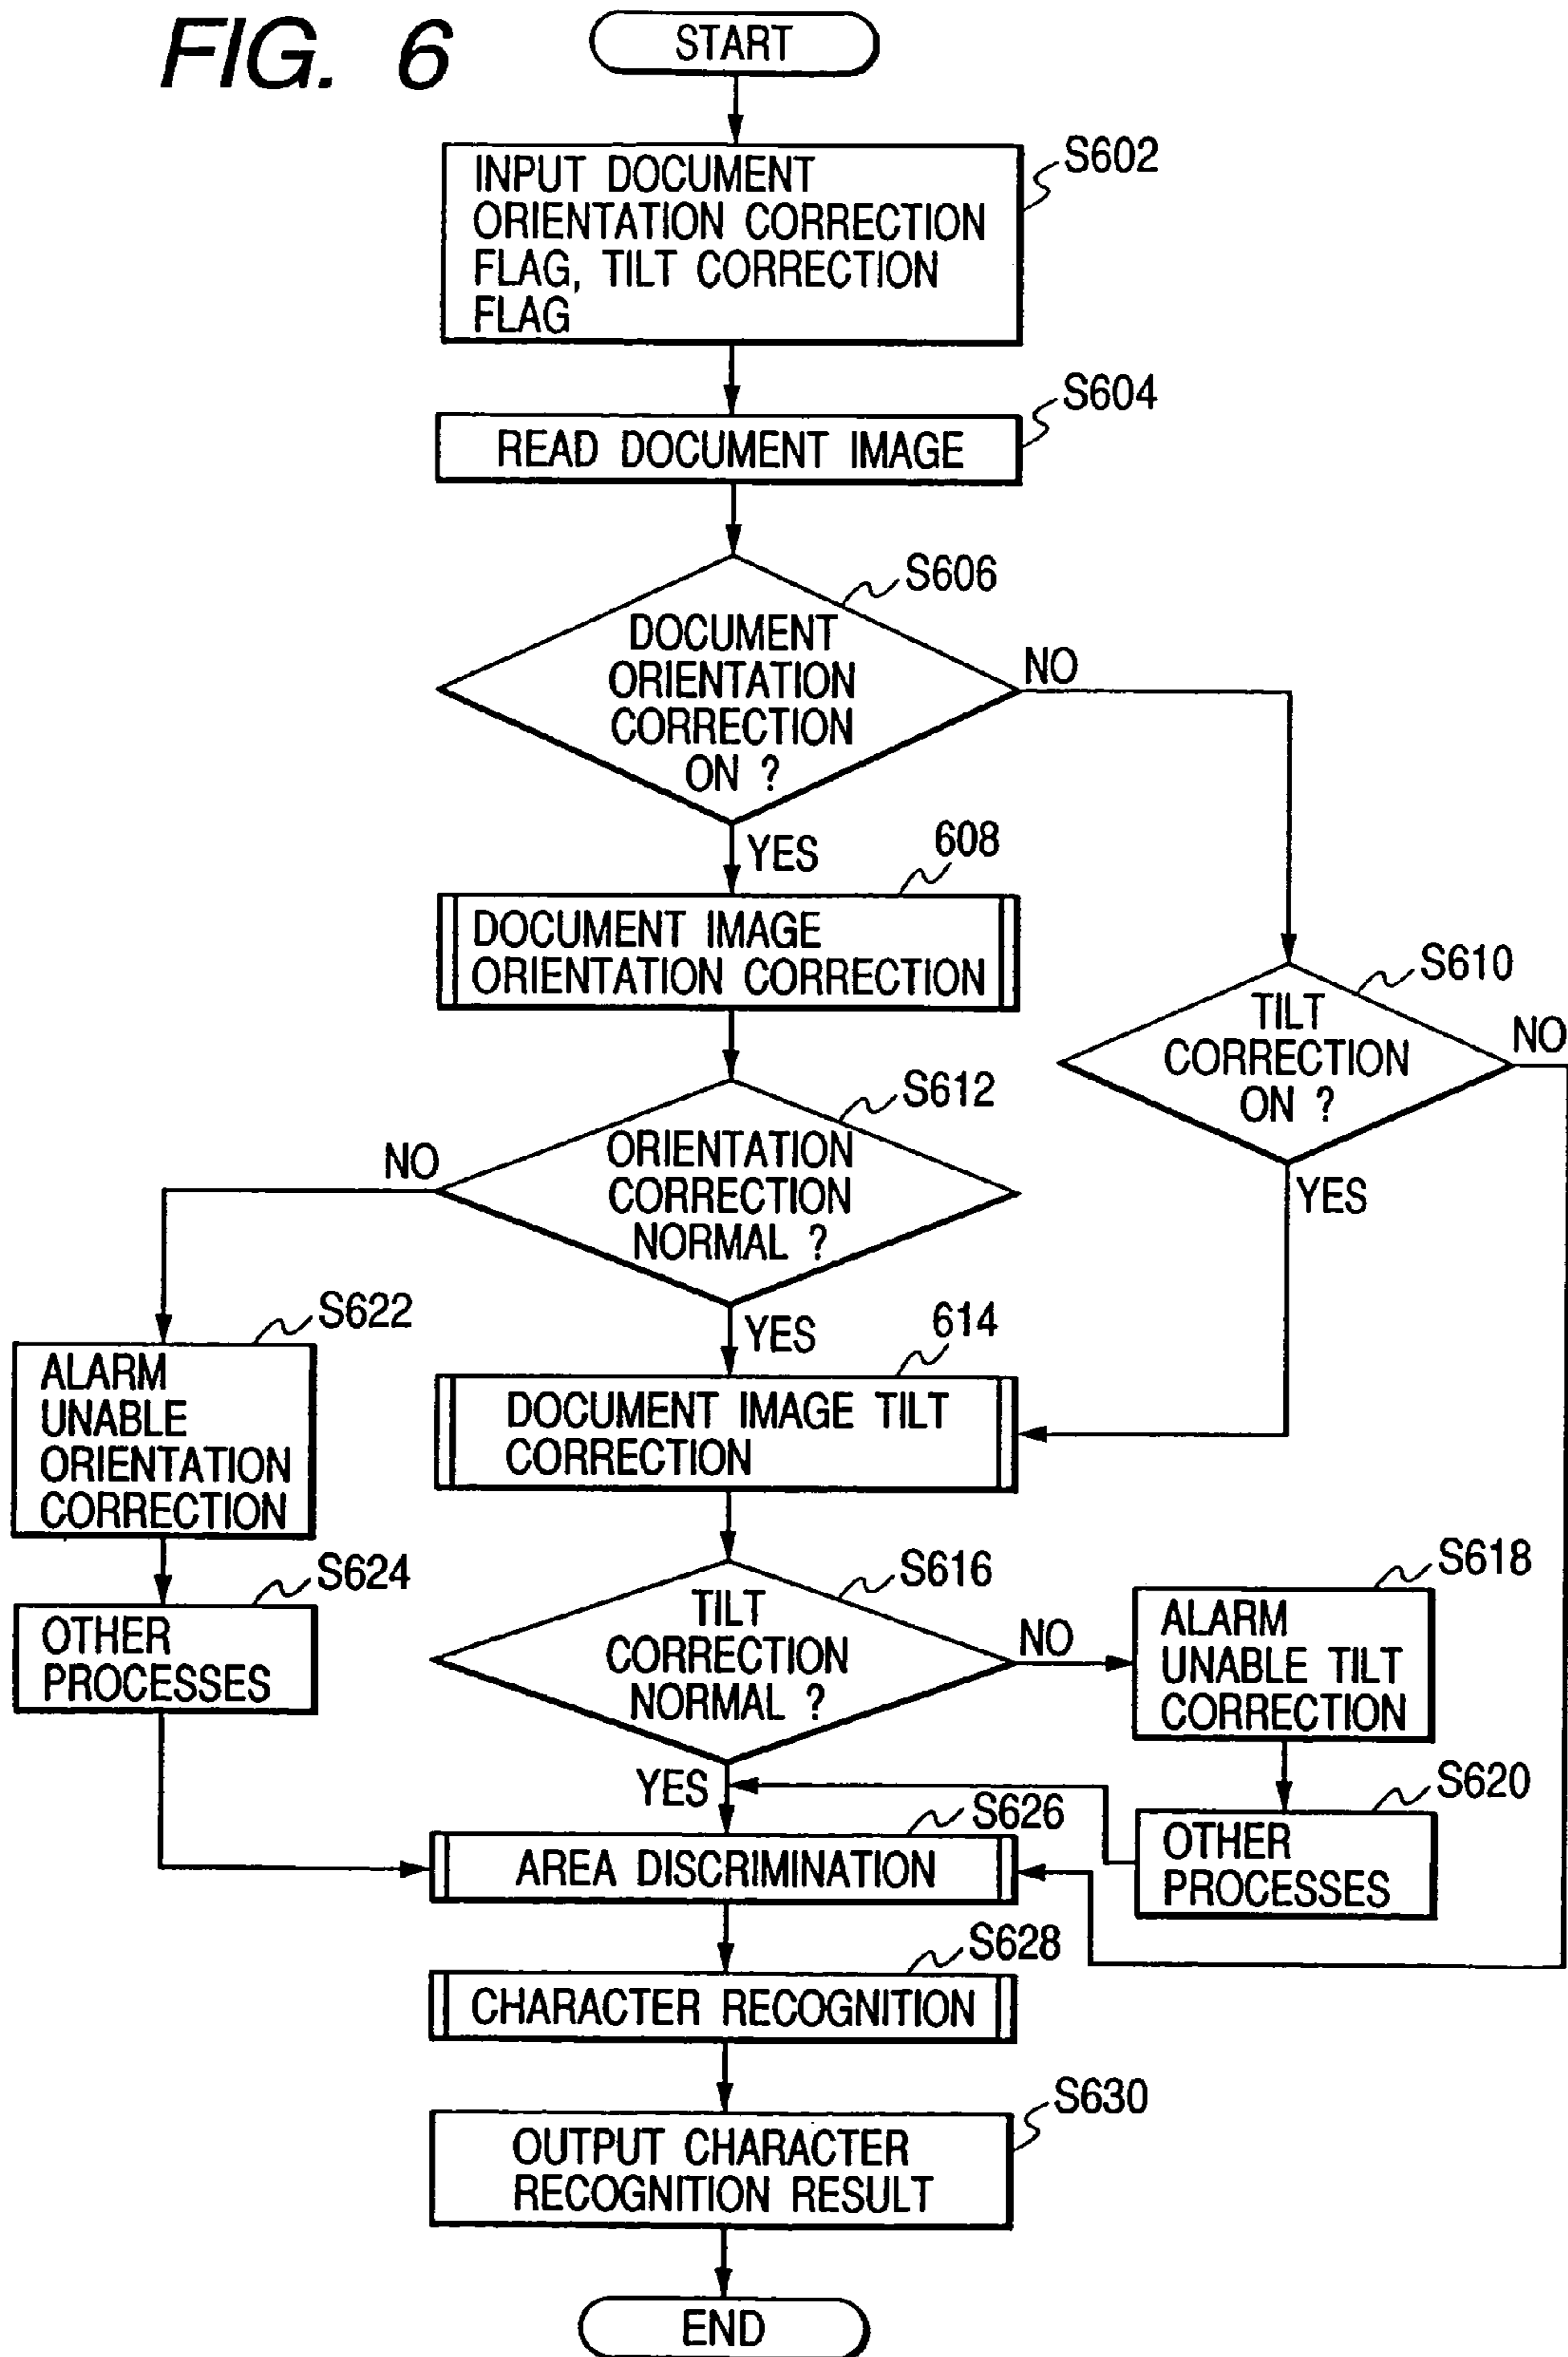 FIG. 6
START
S602
INPUT DOCUMENT
ORIENTATION CORRECTION
FLAG, TILT CORRECTION
FLAG
S604
READ DOCUMENT IMAGE
S606
DOCUMENT
ORIENTATION
CORRECTION
ON ?
NO
YES
608
DOCUMENT IMAGE
ORIENTATION CORRECTION
S610
TILT
CORRECTION
ON ?
NO
YES
S612
ORIENTATION
CORRECTION
NORMAL ?
NO
YES
S622
ALARM
UNABLE
ORIENTATION
CORRECTION
614
DOCUMENT IMAGE TILT
CORRECTION
S624
OTHER
PROCESSES
S616
TILT
CORRECTION
NORMAL ?
NO
YES
S618
ALARM
UNABLE TILT
CORRECTION
S620
OTHER
PROCESSES
S626
AREA DISCRIMINATION
S628
CHARACTER RECOGNITION
S630
OUTPUT CHARACTER
RECOGNITION RESULT
END